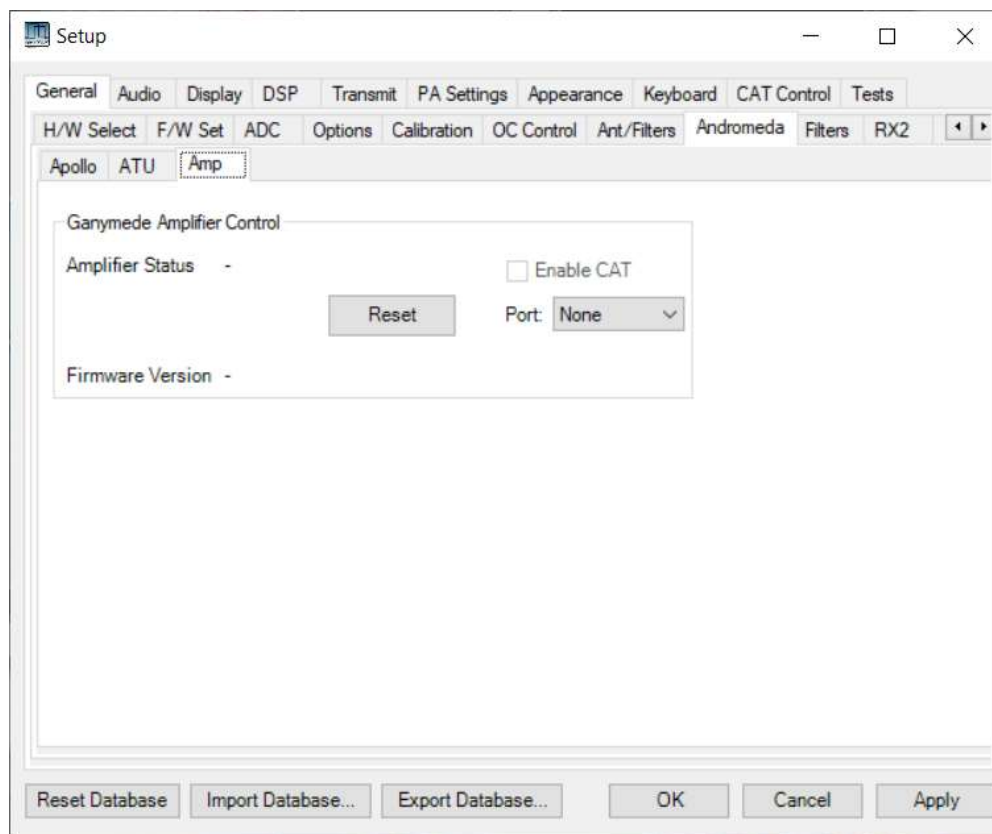 Setup
General Audio Display DSP Transmit PA Settings Appearance Keyboard CAT Control Tests
H/W Select F/W Set ADC Options Calibration OC Control Ant/Filters Andromeda Filters RX2
Apollo ATU Amp
Ganymede Amplifier Control
Amplifier Status - Enable CAT
Reset Port: None
Firmware Version -
Reset Database Import Database... Export Database... OK Cancel Apply